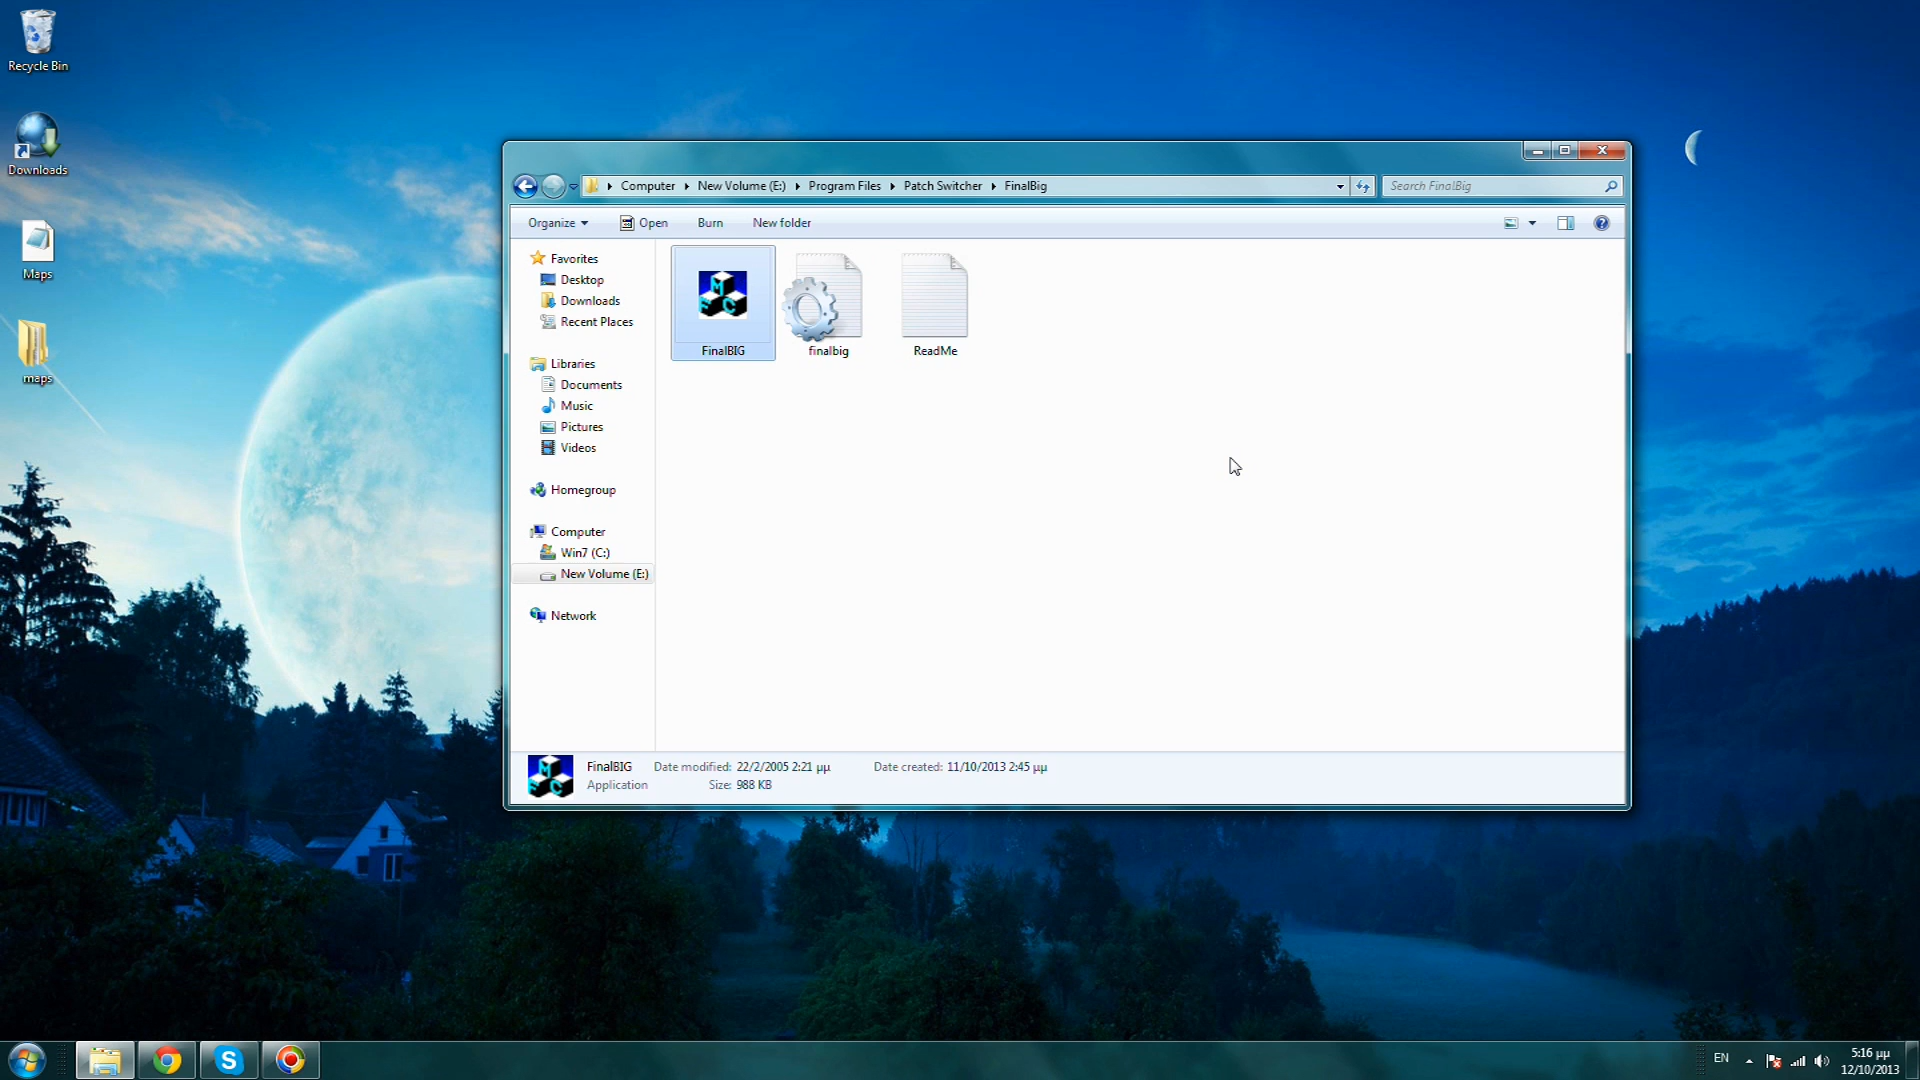 Recycle Bin
Downloads
Maps
maps
Computer
New Volume (E:)
Program Files
Patch Switcher
FinalBig
Search FinalBig
Organize
Open
Burn
New folder
Favorites
Desktop
Downloads
Recent Places
Libraries
Documents
Music
Pictures
Videos
Homegroup
Computer
Win7 (C:)
New Volume (E:)
Network
M
F C
FinalBIG
finalbig
ReadMe
M
F C
FinalBIG
Date modified: 22/2/2005 2:21 μμ
Date created: 11/10/2013 2:45 μμ
Application
Size: 988 KB
S
EN
5:16 μμ
12/10/2013